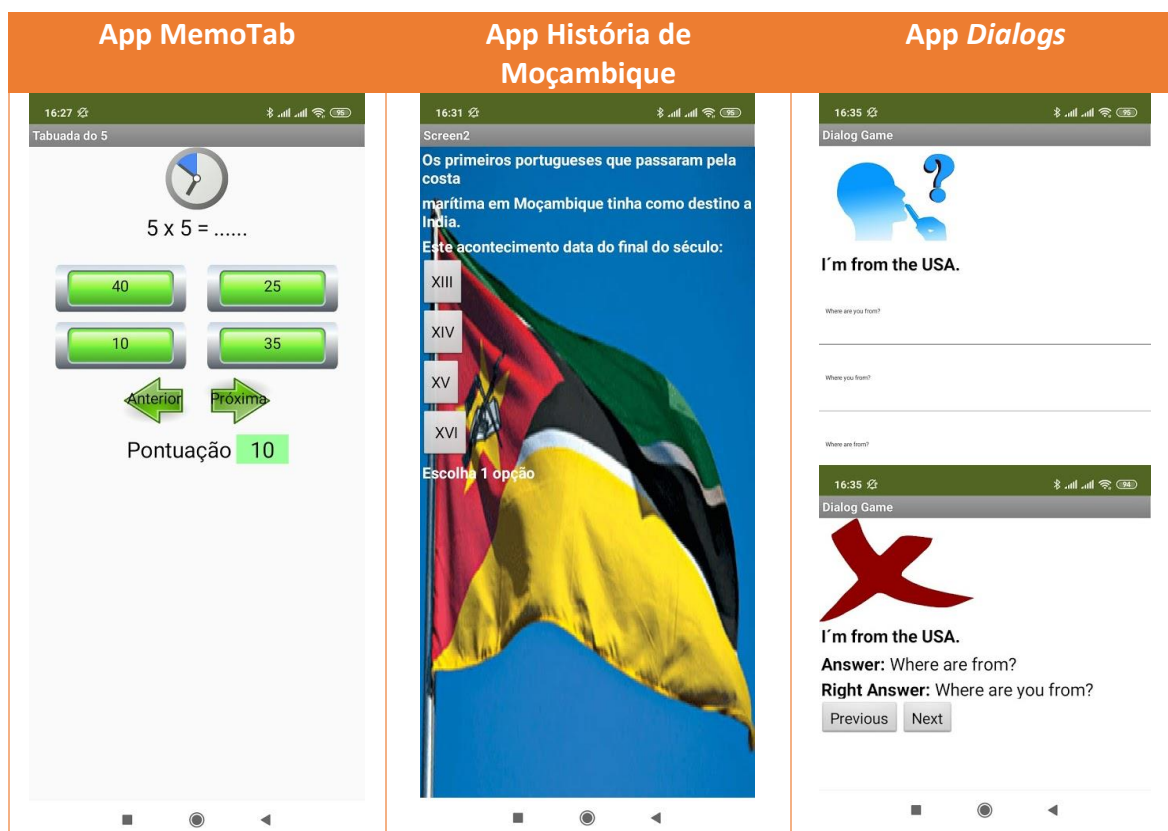 App MemoTab
App História de
Moçambique
App Dialogs
16:27
95
Tabuada do 5
5 x 5 = ......
40
25
10
35
Anterior
Próxima
Pontuação 10
16:31
95
Screen2
Os primeiros portugueses que passaram pela
costa
marítima em Moçambique tinha como destino a
India.
Este acontecimento data do final do século:
XIII
XIV
XV
XVI
Escolha 1 opção
16:35
95
Dialog Game
?
I´m from the USA.
Where are you from?
Where you from?
Where are from?
16:35
94
Dialog Game
I´m from the USA.
Answer: Where are from?
Right Answer: Where are you from?
Previous
Next